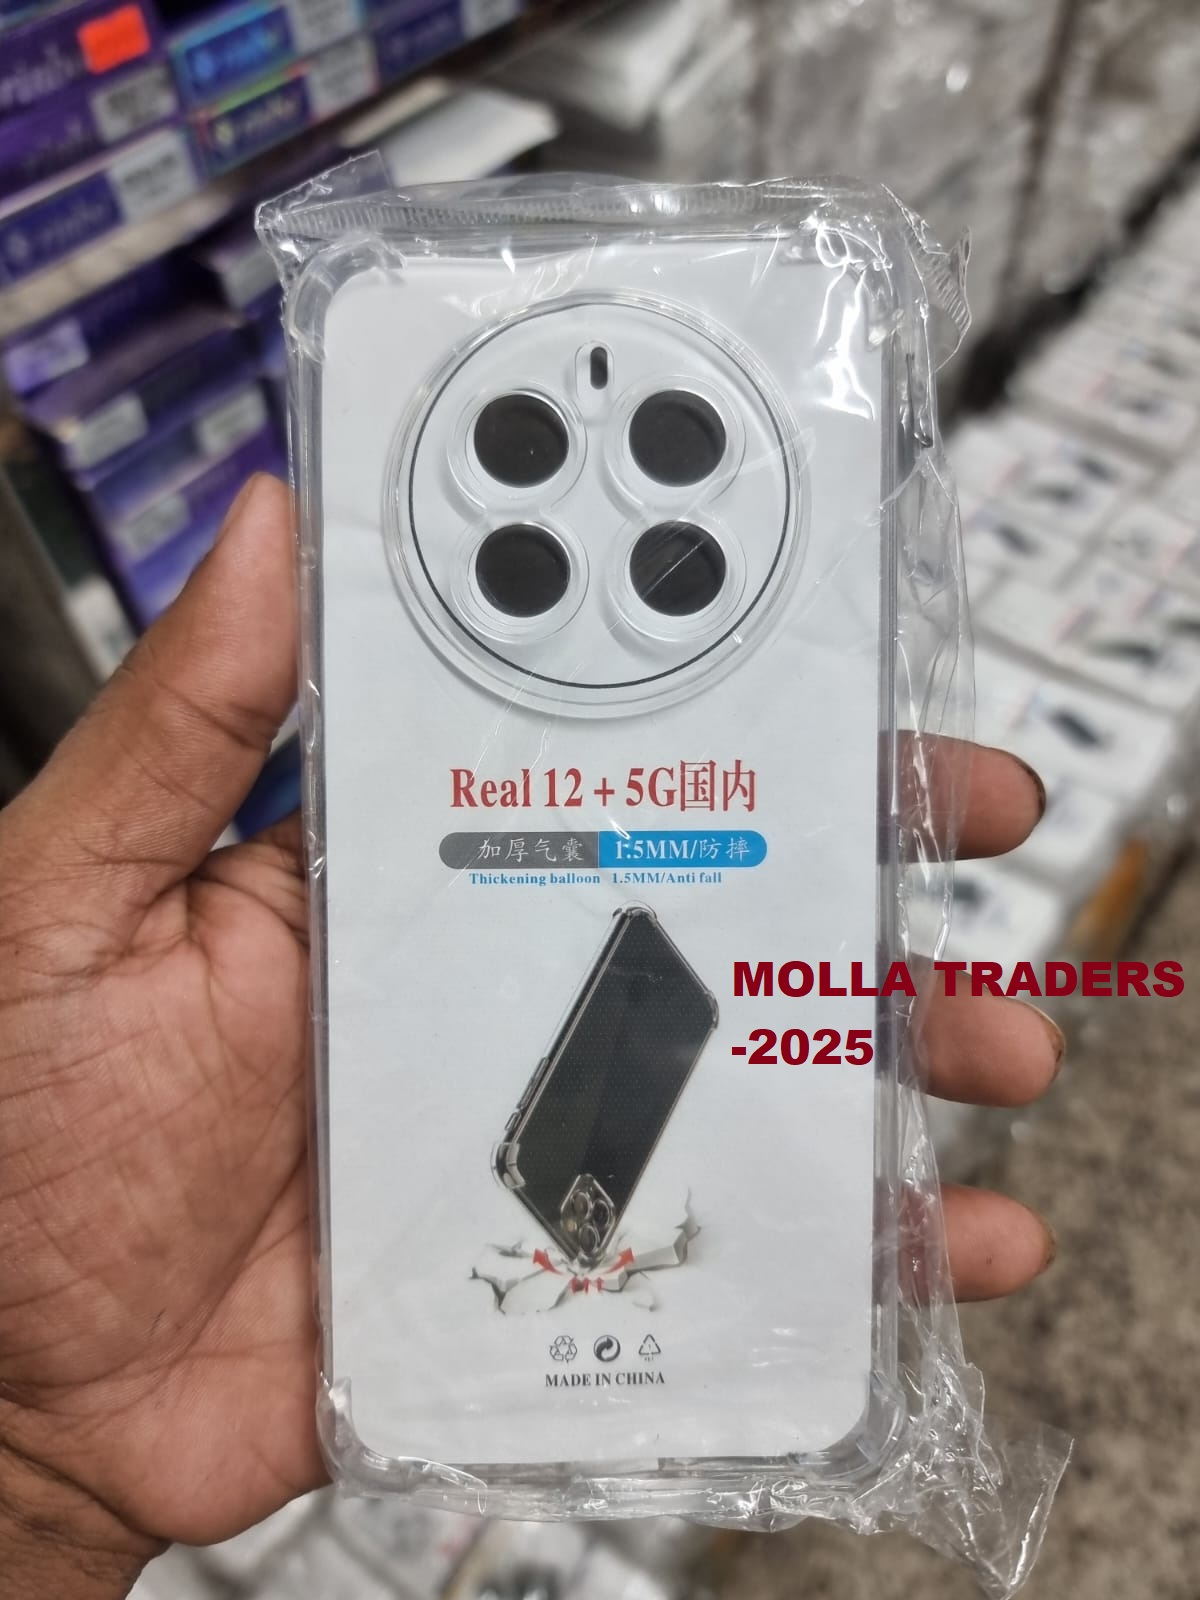 Real 12 + 5G国内
加厚气囊 1.5MM/防摔
Thickening balloon 1.5MM/Anti fall
MOLLA TRADERS
-2025
MADE IN CHINA